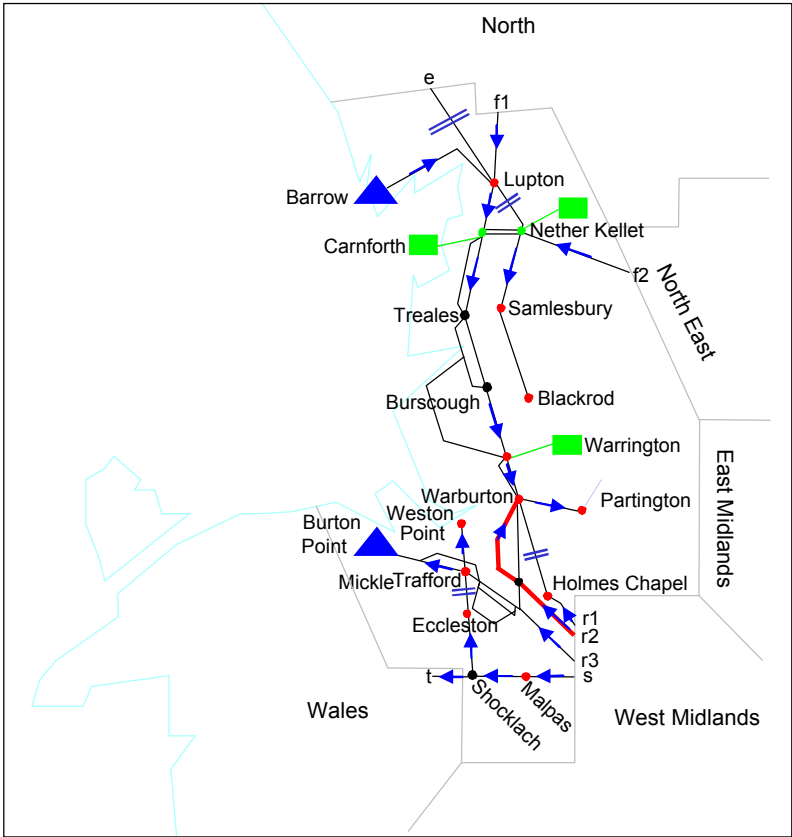 North
e
f1
Lupton
Barrow
Nether Kellet
Carnforth
f2
North East
Treales
Samlesbury
Burscough
Blackrod
Warrington
East Midlands
Warburton
Partington
Weston
Point
Burton
Point
Mickle Trafford
Holmes Chapel
Eccleston
r1
r2
r3
t
s
Shocklach
Malpas
Wales
West Midlands